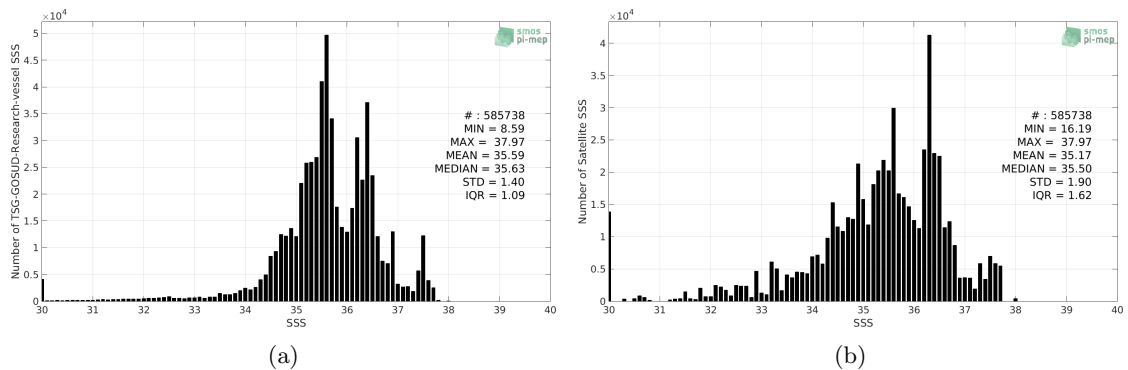 ×10⁴
Number of TSG-GOSUD-Research-vessel SSS
5
4.5
4
3.5
3
2.5
2
1.5
1
0.5
0
30 31 32 33 34 35 36 37 38 39 40
SSS
smos
pi-mep
# : 585738
MIN = 8.59
MAX = 37.97
MEAN = 35.59
MEDIAN = 35.63
STD = 1.40
IQR = 1.09
(a)
×10⁴
Number of Satellite SSS
4
3.5
3
2.5
2
1.5
1
0.5
0
30 31 32 33 34 35 36 37 38 39 40
SSS
smos
pi-mep
# : 585738
MIN = 16.19
MAX = 37.97
MEAN = 35.17
MEDIAN = 35.50
STD = 1.90
IQR = 1.62
(b)